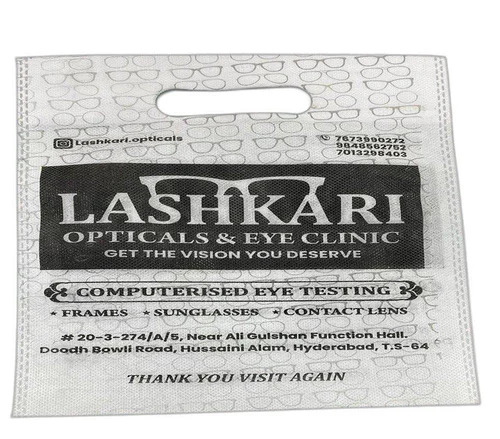 Lashkari.opticals
7673990272
9848562752
7013298403
LASHKARI
OPTICALS & EYE CLINIC
GET THE VISION YOU DESERVE
COMPUTERISED EYE TESTING
★ FRAMES ★ SUNGLASSES ★ CONTACT LENS
# 20-3-274/A/5, Near Ali Gulshan Function Hall.
Doodh Bowli Road, Hussaini Alam, Hyderabad, T.S-64
THANK YOU VISIT AGAIN